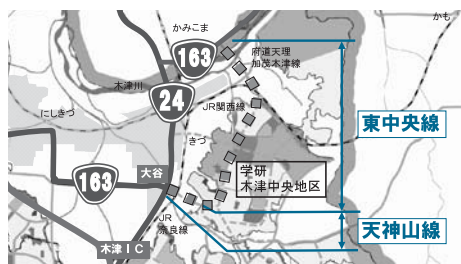 かみこま
かも
163
府道天理
加茂木津線
木津川
24
JR関西線
東中央線
にしきづ
きづ
大谷
学研
木津中央地区
163
JR
奈良線
天神山線
木津IC